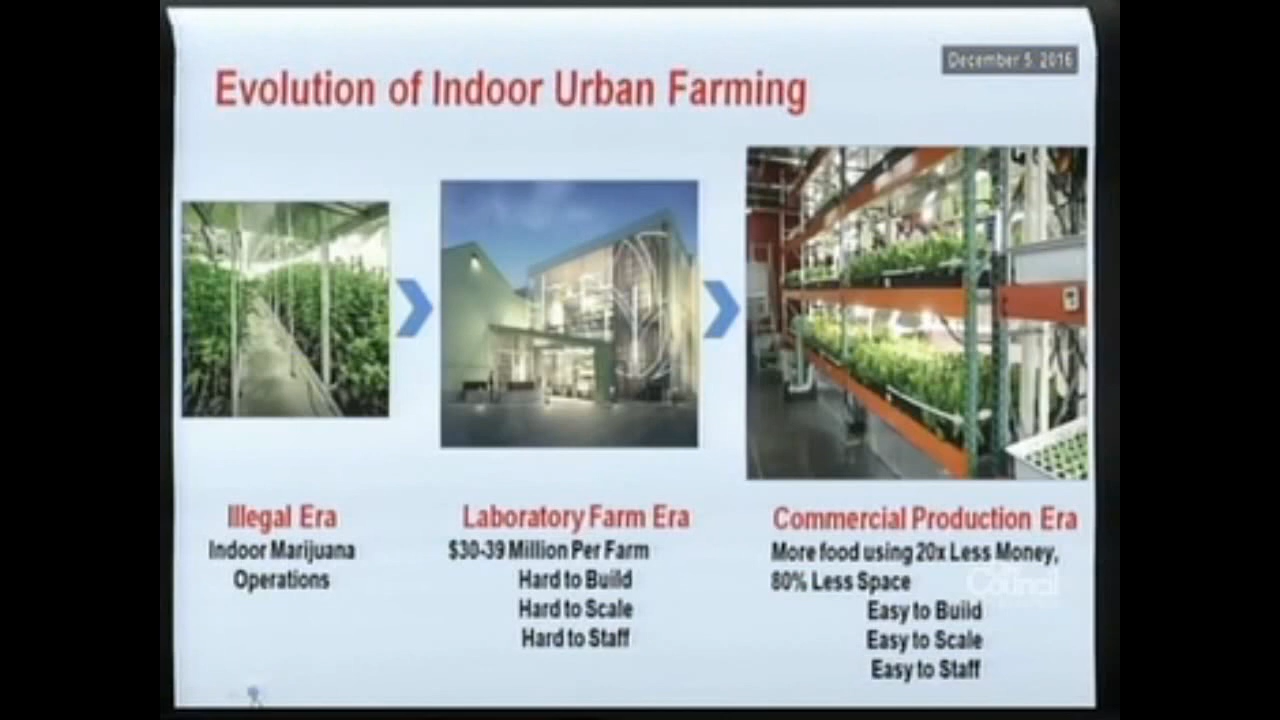 December 5, 2016
Evolution of Indoor Urban Farming
Illegal Era
Indoor Marijuana
Operations
Laboratory Farm Era
$30-39 Million Per Farm
Hard to Build
Hard to Scale
Hard to Staff
Commercial Production Era
More food using 20x Less Money,
80% Less Space
Council
Easy to Build
Easy to Scale
Easy to Staff